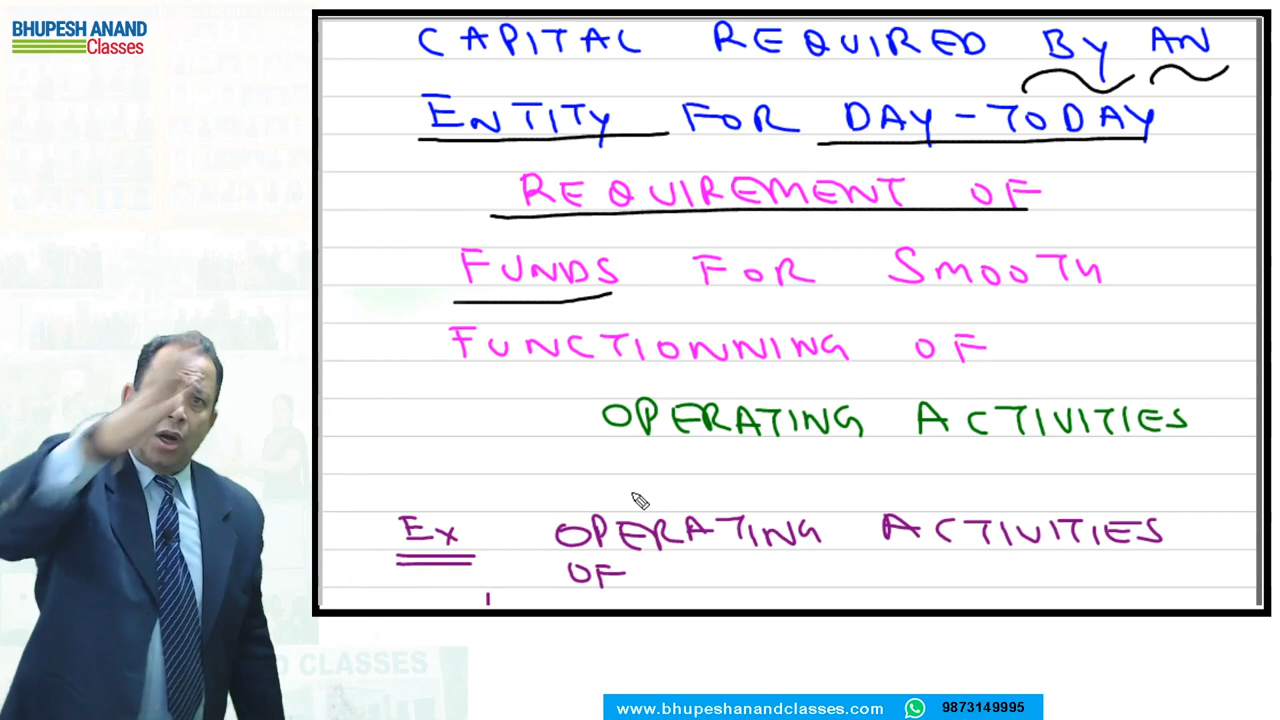 BHUPESH ANAND
Classes
CAPITAL REQUIRED BY AN
ENTITY FOR DAY-TODAY
REQUIREMENT OF
FUNDS FOR SMOOTH
FUNCTIONNING OF
OPERATING ACTIVITIES
Ex OPERATING ACTIVITIES
OF
D CLASSES
www.bhupeshanandclasses.com 9873149995